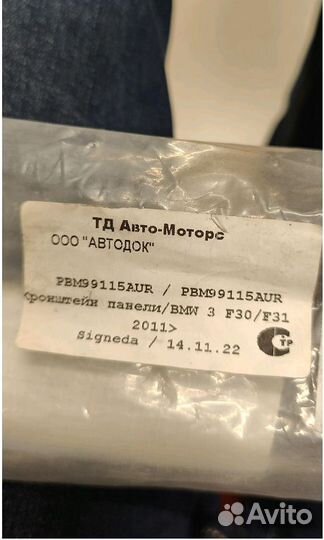 ТД Авто-Моторс
ООО "АВТОДОК"
PBM99115AUR / PBM99115AUR
Кронштейн панели/BMW 3 F30/F31
2011>
Signeda / 14.11.22
СТР
Avito